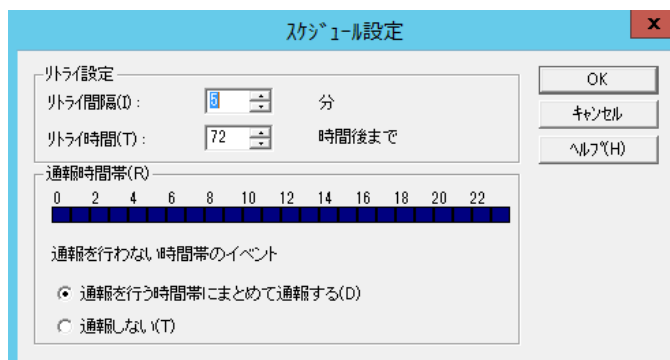 ｽｹｼﾞｭｰﾙ設定
x
ﾘﾄﾗｲ設定
ﾘﾄﾗｲ間隔(I) : 5 分
ﾘﾄﾗｲ時間(T) : 72 時間後まで
OK
ｷｬﾝｾﾙ
ﾍﾙﾌﾟ(H)
通報時間帯(R)
0 2 4 6 8 10 12 14 16 18 20 22
通報を行わない時間帯のイベント
通報を行う時間帯にまとめて通報する(D)
通報しない(T)